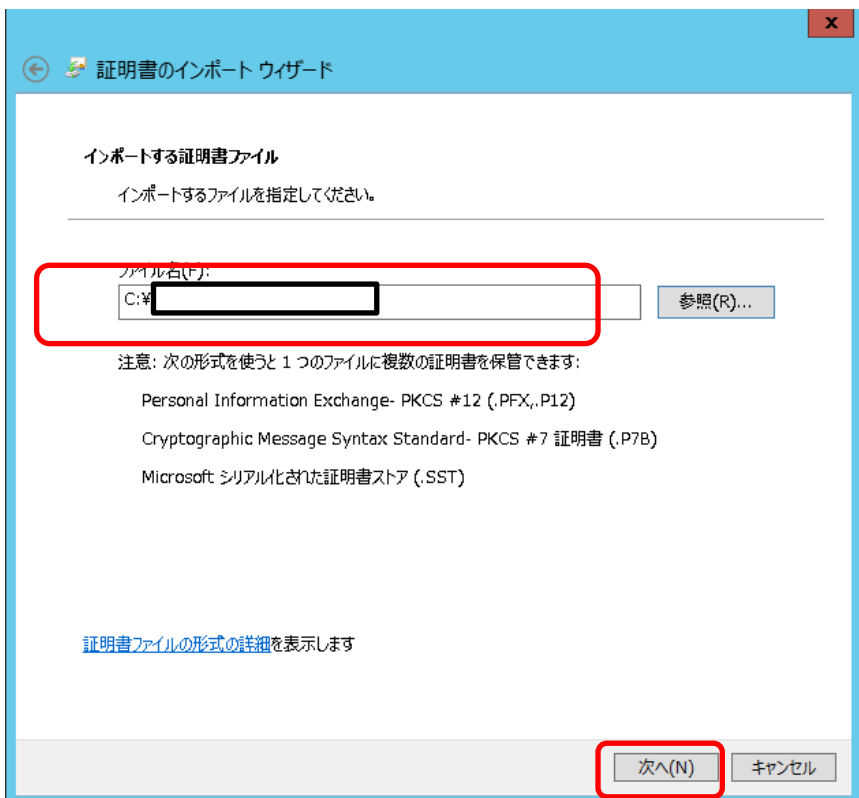 x
証明書のインポート ウィザード
インポートする証明書ファイル
インポートするファイルを指定してください。
ファイル名(F):
C:¥
参照(R)...
注意: 次の形式を使うと 1 つのファイルに複数の証明書を保管できます:
Personal Information Exchange- PKCS #12 (.PFX,.P12)
Cryptographic Message Syntax Standard- PKCS #7 証明書 (.P7B)
Microsoft シリアル化された証明書ストア (.SST)
証明書ファイルの形式の詳細を表示します
次へ(N)
キャンセル